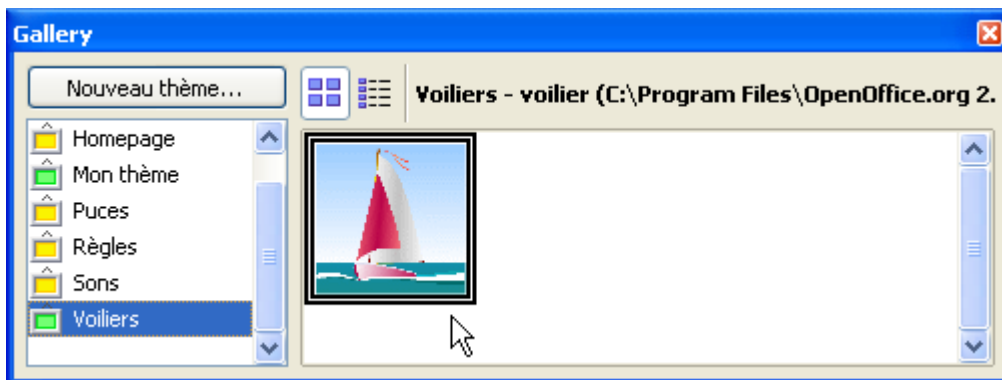 Gallery
Nouveau thème...
Voiliers - voilier (C:\Program Files\OpenOffice.org 2.
Homepage
Mon thème
Puces
Règles
Sons
Voiliers